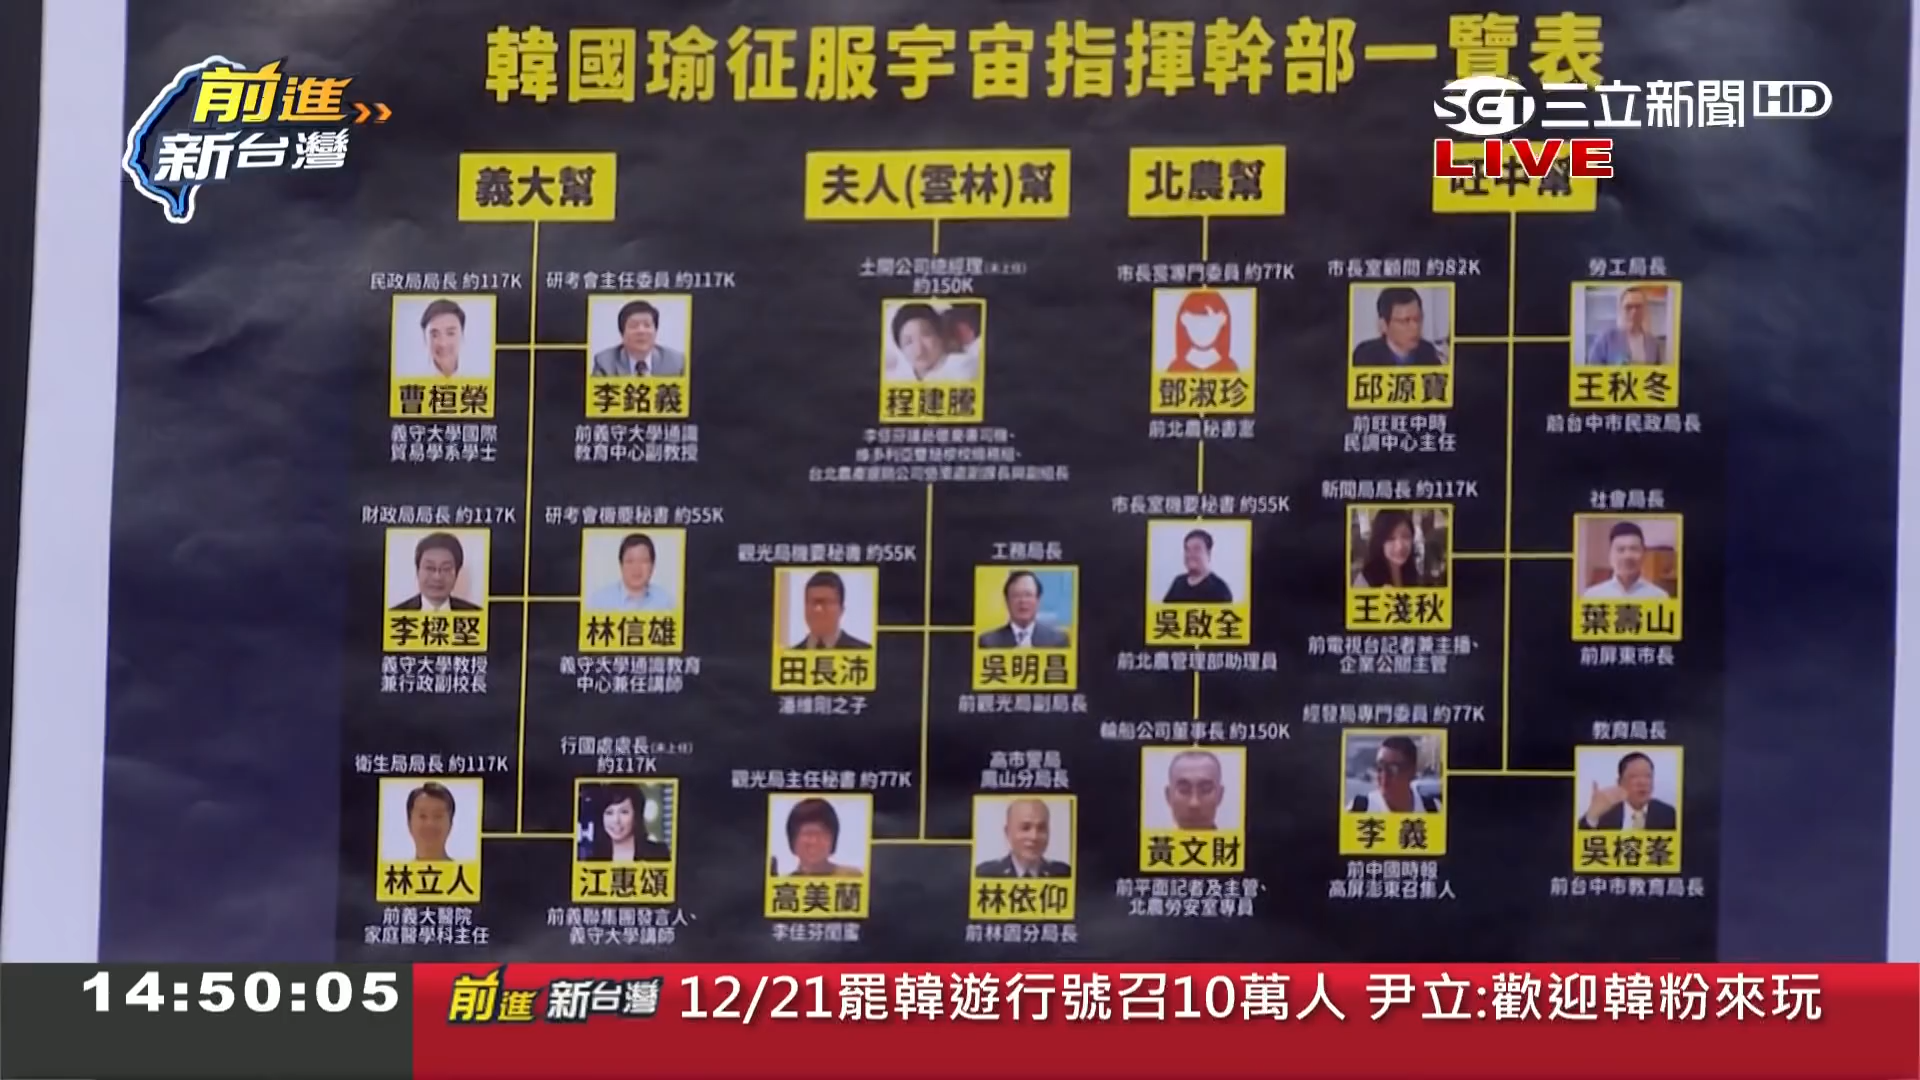 韓國瑜征服宇宙指揮幹部一覽表
前進
新台灣
SET三立新聞HD
LIVE
義大幫
民政局局長 約117K
曹桓榮
義守大學國際
貿易學系學士
研考會主任委員 約117K
李銘義
前義守大學通識
教育中心副教授
財政局局長 約117K
李樑堅
義守大學教授
兼行政副校長
研考會機要秘書 約55K
林信雄
義守大學通識教育
中心兼任講師
衛生局局長 約117K
林立人
前義大醫院
家庭醫學科主任
行國處處長(未上任)
約117K
江惠頌
前義聯集團發言人、
義守大學講師
夫人(雲林)幫
土開公司總經理(未上任)
約150K
程建騰
維多利亞雙語學校總務組、
觀光局機要秘書 約55K
田長沛
潘維剛之子
工務局長
吳明昌
前觀光局副局長
觀光局主任秘書 約77K
高美蘭
李佳芬閨蜜
高市警局
鳳山分局長
林依仰
前林園分局長
北農幫
市長室專門委員 約77K
鄧淑珍
前北農秘書室
市長室機要秘書 約55K
吳啟全
前北農管理部助理員
輪船公司董事長 約150K
黃文財
前平面記者及主管、
北農勞安室專員
旺中幫
市長室顧問 約82K
邱源寶
前旺旺中時
民調中心主任
勞工局長
王秋冬
前台中市民政局長
新聞局局長 約117K
王淺秋
前電視台記者兼主播、
企業公關主管
社會局長
葉壽山
前屏東市長
經發局專門委員 約77K
李 義
前中國時報
高屏澎東召集人
教育局長
吳榕峯
前台中市教育局長
14:50:05
前進新台灣 12/21罷韓遊行號召10萬人 尹立:歡迎韓粉來玩